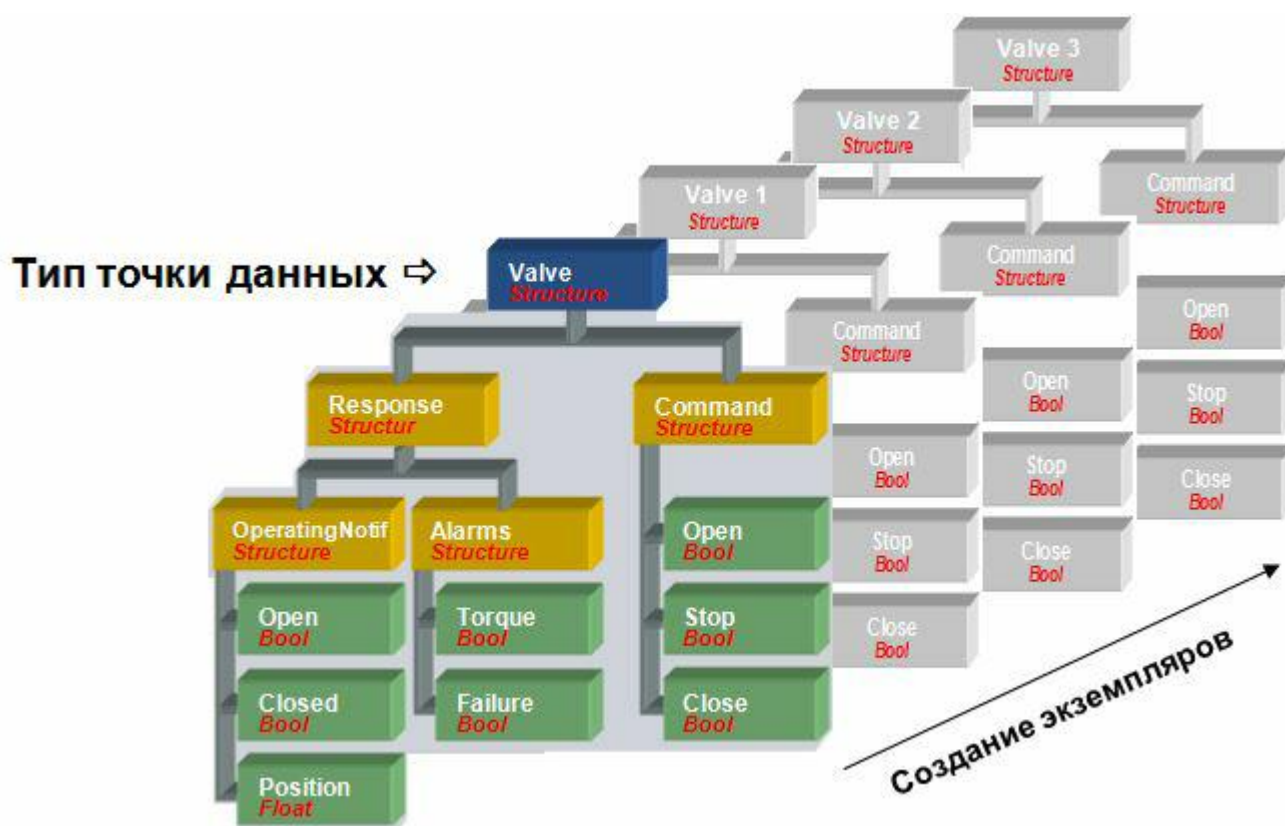 Valve 3
Structure
Valve 2
Structure
Valve 1
Structure
Command
Structure
Тип точки данных ⇨
Valve
Structure
Command
Structure
Command
Structure
Open
Bool
Open
Bool
Stop
Bool
Response
Structur
Command
Structure
Open
Bool
Stop
Bool
Close
Bool
OperatingNotif
Structure
Alarms
Structure
Open
Bool
Stop
Bool
Close
Bool
Open
Bool
Torque
Bool
Stop
Bool
Close
Bool
Closed
Bool
Failure
Bool
Close
Bool
Position
Float
Создание экземпляров